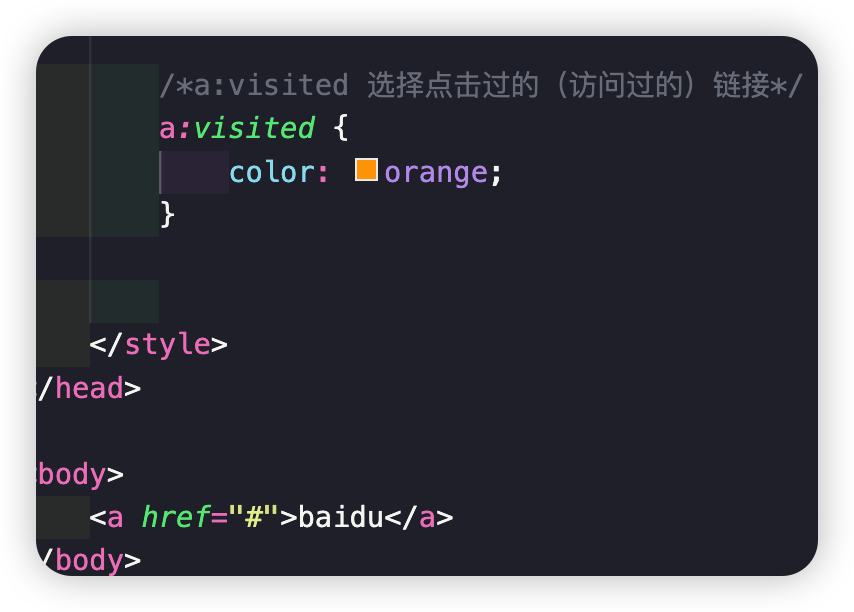 /*a:visited 选择点击过的（访问过的）链接*/
a:visited {
color: orange;
}
</style>
/head>
body>
<a href="#">baidu</a>
/body>